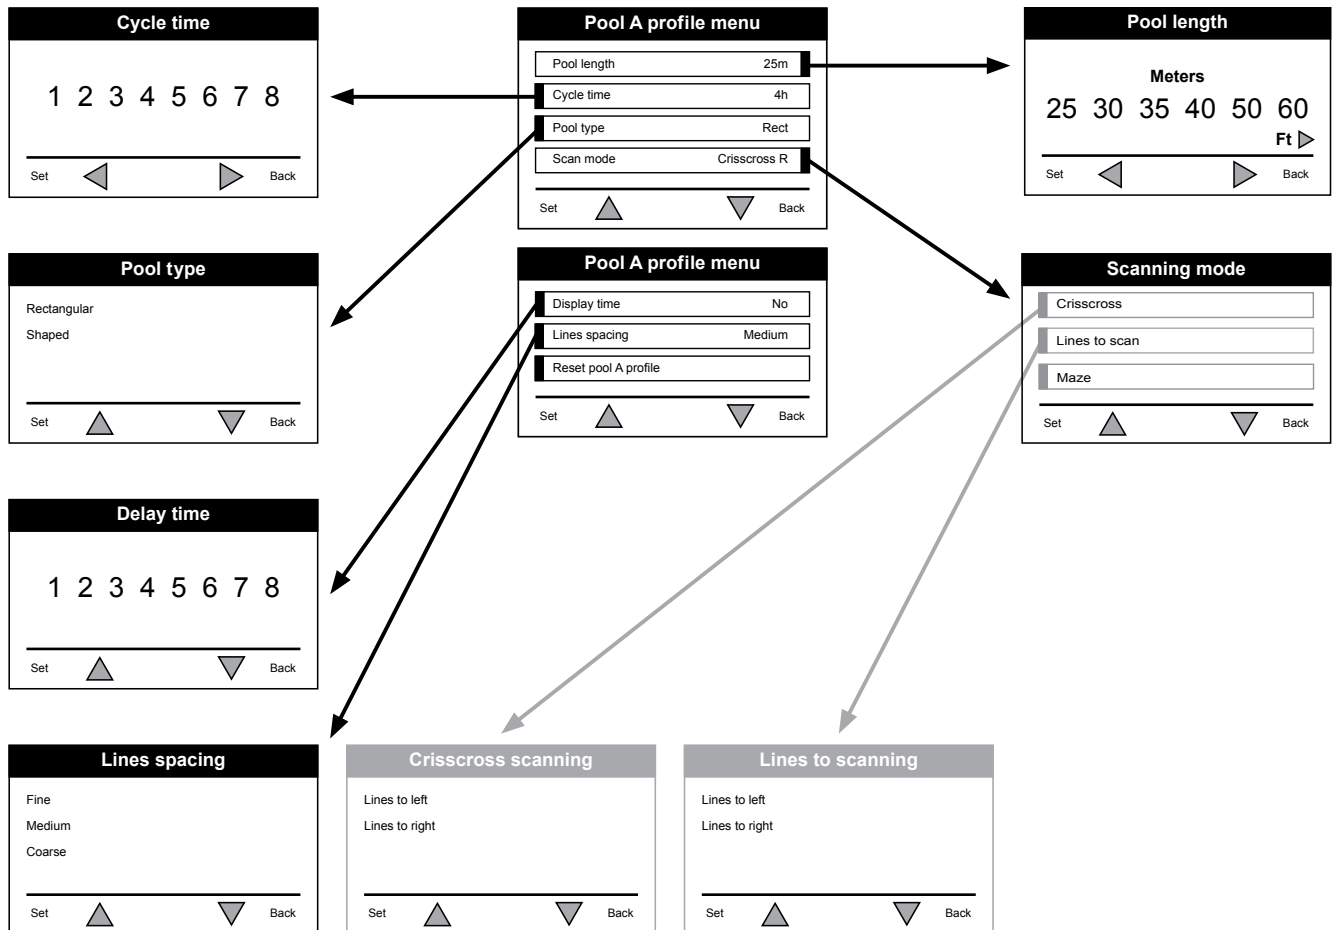 Cycle time
1 2 3 4 5 6 7 8
Set Back
Pool A profile menu
Pool length 25m
Cycle time 4h
Pool type Rect
Scan mode Crisscross R
Set Back
Pool length
Meters
25 30 35 40 50 60
Ft
Set Back
Pool type
Rectangular
Shaped
Set Back
Pool A profile menu
Display time No
Lines spacing Medium
Reset pool A profile
Set Back
Scanning mode
Crisscross
Lines to scan
Maze
Set Back
Delay time
1 2 3 4 5 6 7 8
Set Back
Lines spacing
Fine
Medium
Coarse
Set Back
Crisscross scanning
Lines to left
Lines to right
Set Back
Lines to scanning
Lines to left
Lines to right
Set Back